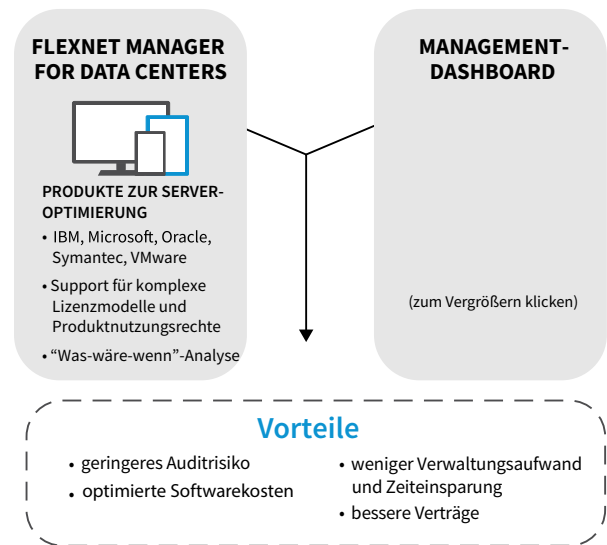 FLEXNET MANAGER
FOR DATA CENTERS
PRODUKTE ZUR SERVER-
OPTIMIERUNG
• IBM, Microsoft, Oracle,
Symantec, VMware
• Support für komplexe
Lizenzmodelle und
Produktnutzungsrechte
• “Was-wäre-wenn”-Analyse
MANAGEMENT-
DASHBOARD
(zum Vergrößern klicken)
Vorteile
• geringeres Auditrisiko
• optimierte Softwarekosten
• weniger Verwaltungsaufwand
und Zeiteinsparung
• bessere Verträge